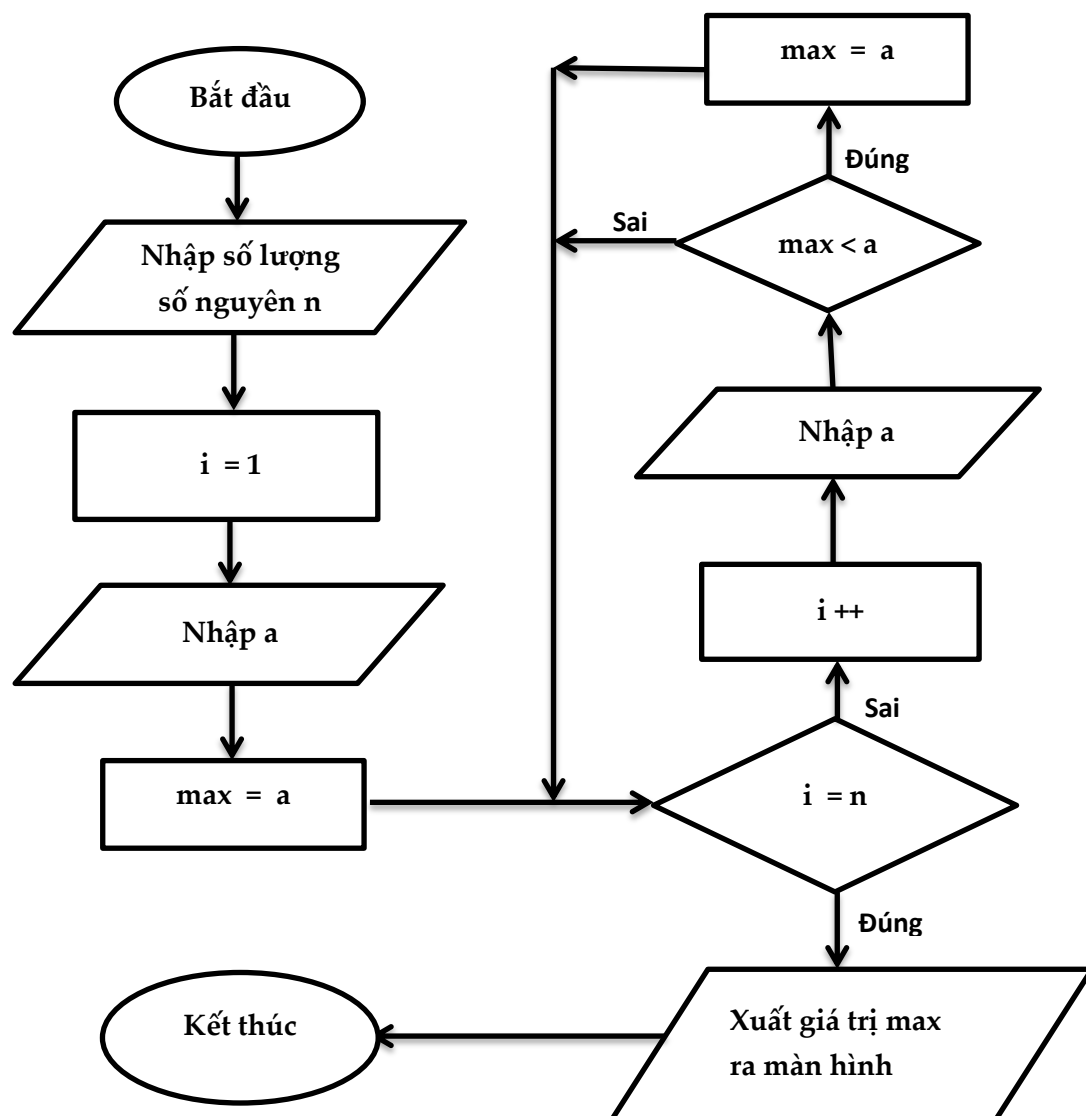 Bắt đầu
Nhập số lượng
số nguyên n
i = 1
Nhập a
max = a
i = n
Sai
i ++
Nhập a
max < a
Sai
Đúng
max = a
Đúng
Xuất giá trị max
ra màn hình
Kết thúc